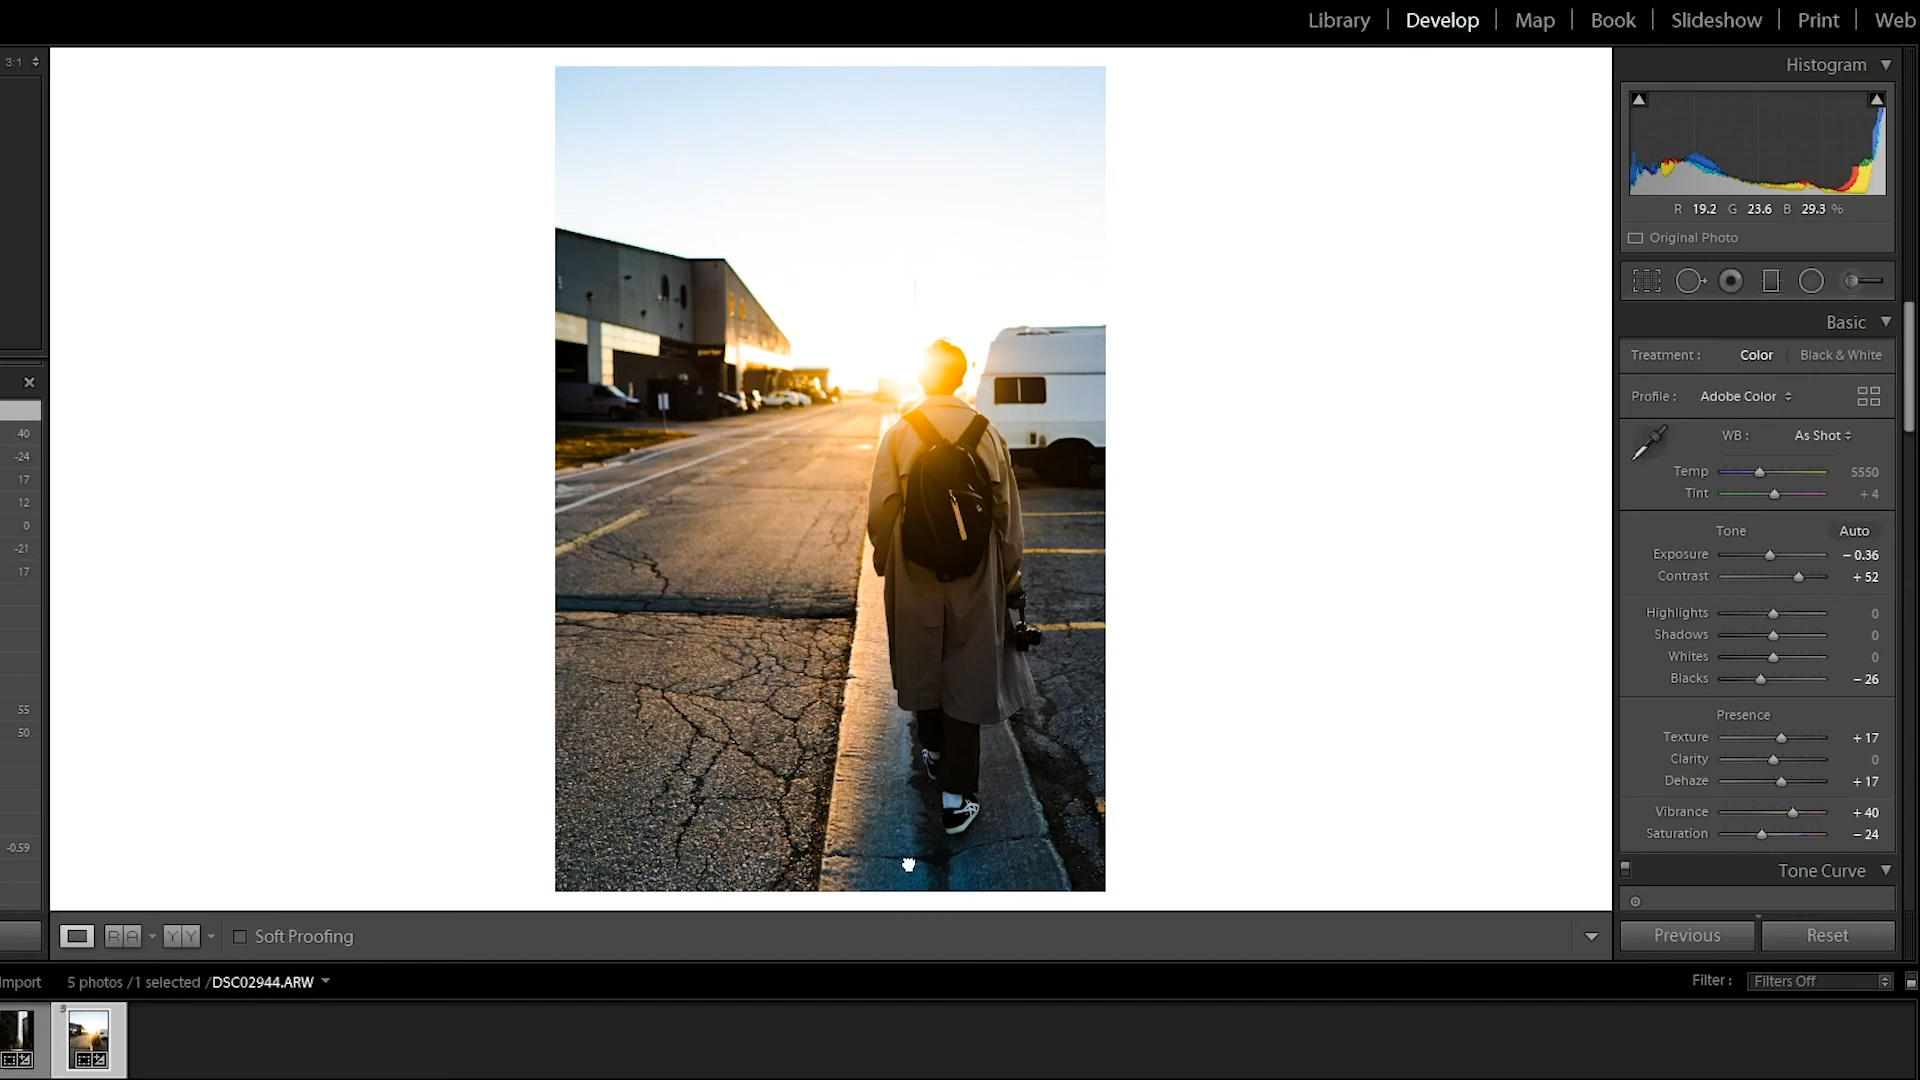 Library | Develop | Map | Book | Slideshow | Print | Web
3:1
Histogram
R 19.2 G 23.6 B 29.3 %
Original Photo
Basic
Treatment : Color | Black & White
Profile : Adobe Color
WB : As Shot
Temp 5550
Tint + 4
Tone Auto
Exposure − 0.36
Contrast + 52
Highlights 0
Shadows 0
Whites 0
Blacks − 26
Presence
Texture + 17
Clarity 0
Dehaze + 17
Vibrance + 40
Saturation − 24
Tone Curve
Previous Reset
40
-24
17
12
0
-21
17
55
50
-0.59
RA YY Soft Proofing
mport 5 photos /1 selected /DSC02944.ARW
Filter : Filters Off
5